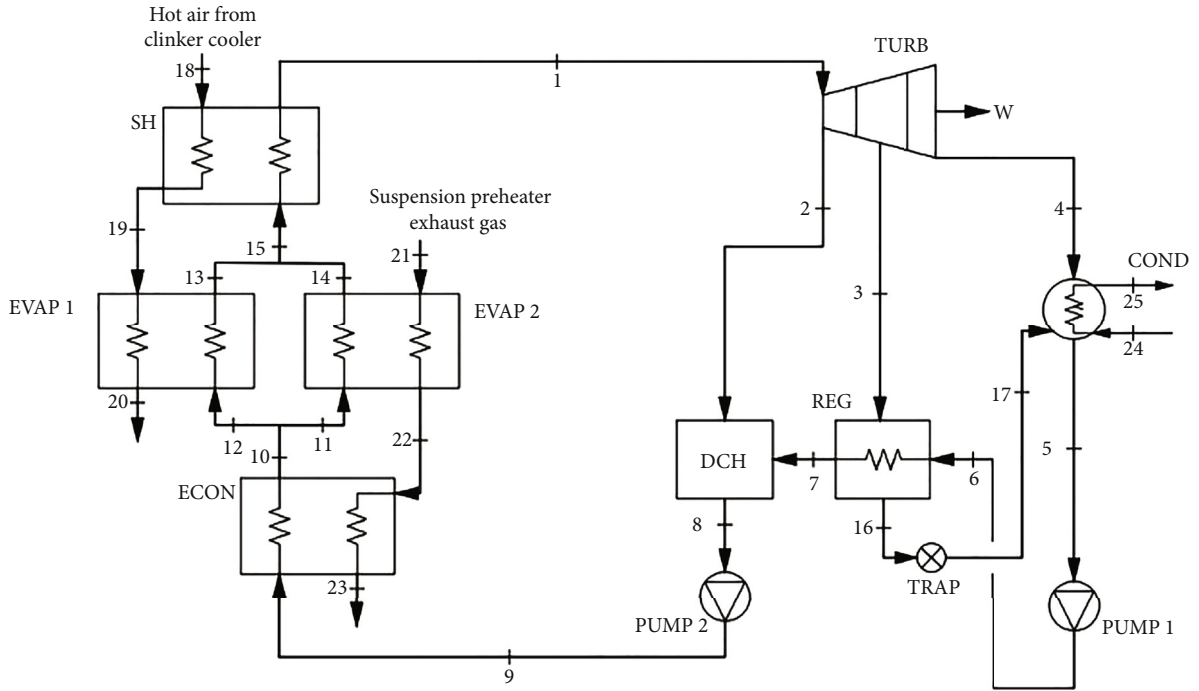 Hot air from
clinker cooler
18
1
TURB
SH
W
Suspension preheater
exhaust gas
2
4
19
15
21
COND
13
14
3
25
EVAP 1
EVAP 2
24
20
17
REG
12
11
22
10
DCH
7
6
5
ECON
8
16
23
TRAP
PUMP 2
PUMP 1
9